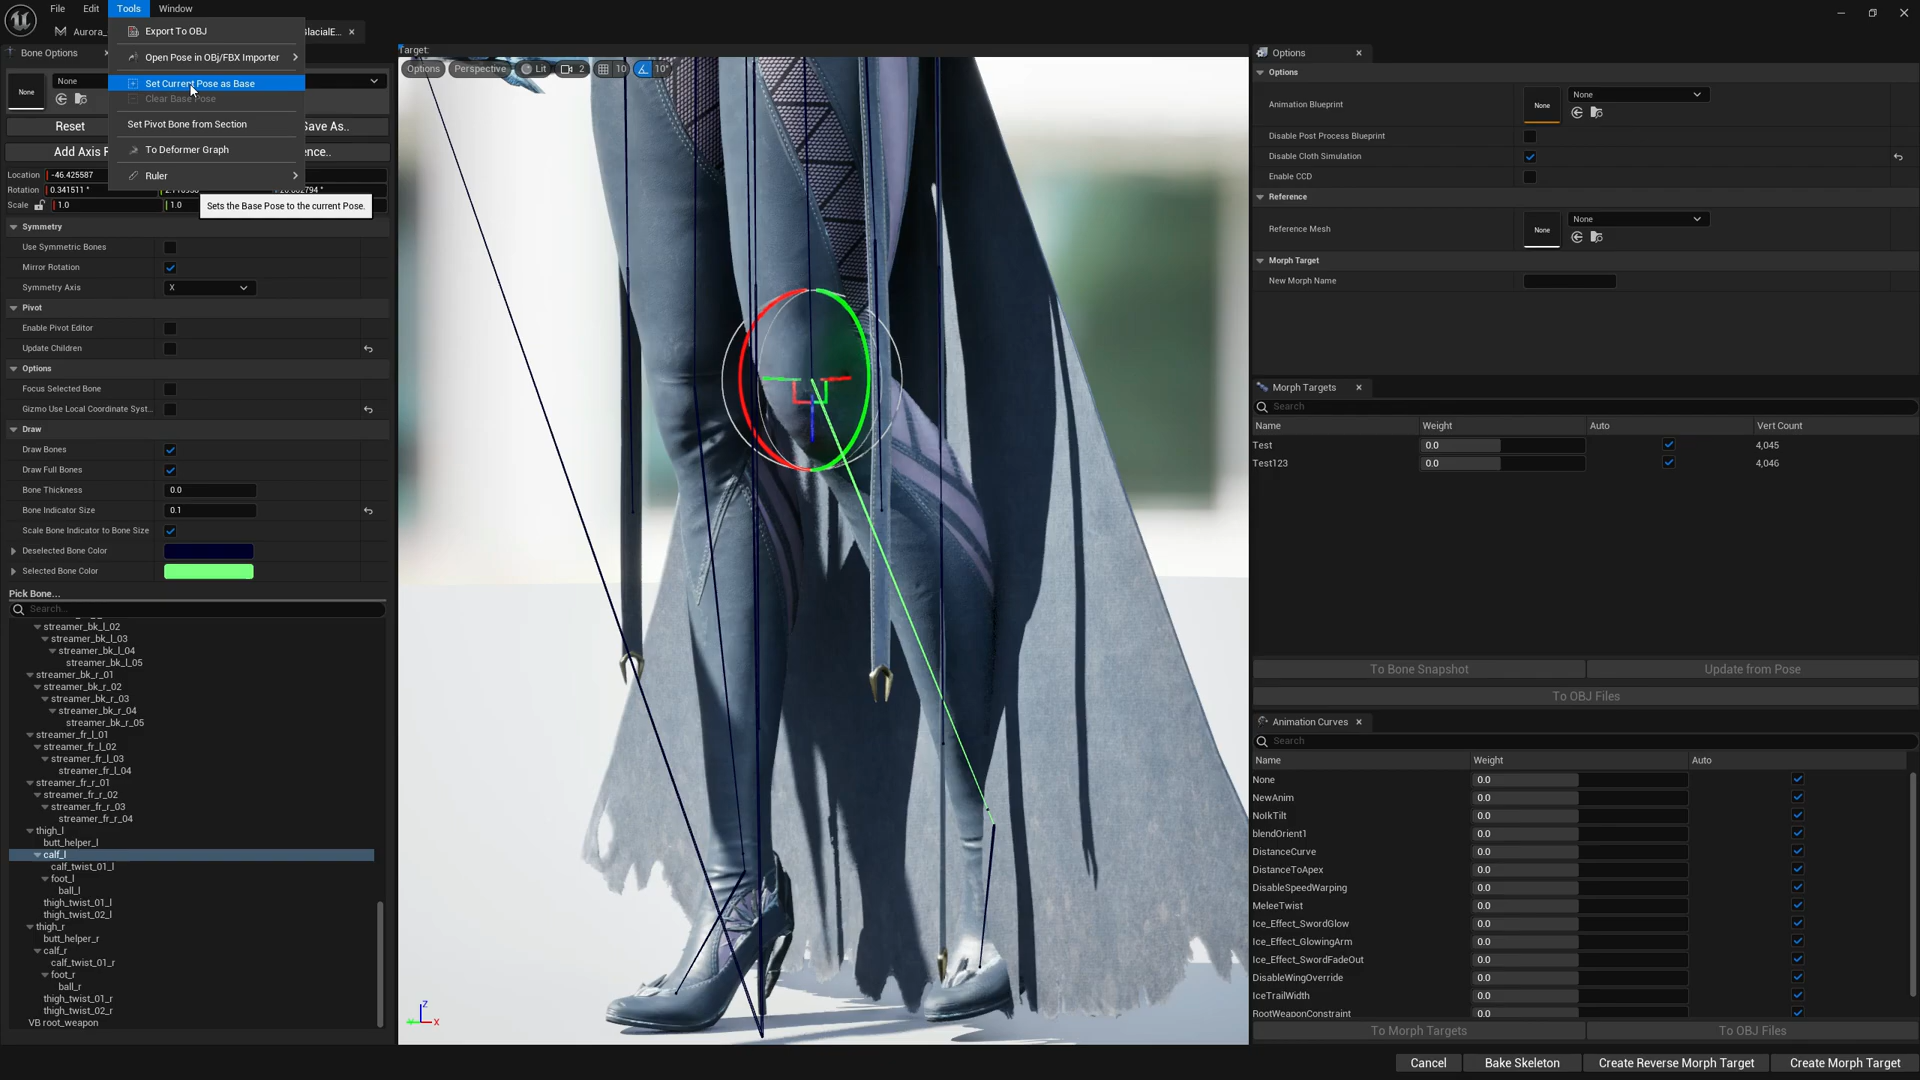 File Edit Tools Window
Aurora_
GlacialE...
Export To OBJ
Open Pose in OBj/FBX Importer
Set Current Pose as Base
Clear Base Pose
Set Pivot Bone from Section
To Deformer Graph
Ruler
Sets the Base Pose to the current Pose.
Bone Options
None
None
Reset
Save As..
Add Axis
Location -46.425587
Rotation 0.341511 °
Scale 1.0 1.0
Symmetry
Use Symmetric Bones
Mirror Rotation
Symmetry Axis X
Pivot
Enable Pivot Editor
Update Children
Options
Focus Selected Bone
Gizmo Use Local Coordinate Syst...
Draw
Draw Bones
Draw Full Bones
Bone Thickness 0.0
Bone Indicator Size 0.1
Scale Bone Indicator to Bone Size
Deselected Bone Color
Selected Bone Color
Pick Bone...
Search...
streamer_bk_l_02
streamer_bk_l_03
streamer_bk_l_04
streamer_bk_l_05
streamer_bk_r_01
streamer_bk_r_02
streamer_bk_r_03
streamer_bk_r_04
streamer_bk_r_05
streamer_fr_l_01
streamer_fr_l_02
streamer_fr_l_03
streamer_fr_l_04
streamer_fr_r_01
streamer_fr_r_02
streamer_fr_r_03
streamer_fr_r_04
thigh_l
butt_helper_l
calf_l
calf_twist_01_l
foot_l
ball_l
thigh_twist_01_l
thigh_twist_02_l
thigh_r
butt_helper_r
calf_r
calf_twist_01_r
foot_r
ball_r
thigh_twist_01_r
thigh_twist_02_r
VB root_weapon
Target:
Options Perspective Lit 2 10 10°
Z
Y X
Options
Options
Animation Blueprint None None
Disable Post Process Blueprint
Disable Cloth Simulation
Enable CCD
Reference
Reference Mesh None None
Morph Target
New Morph Name
Morph Targets
Search
Name Weight Auto Vert Count
Test 0.0 4,045
Test123 0.0 4,046
To Bone Snapshot Update from Pose
To OBJ Files
Animation Curves
Search
Name Weight Auto
None 0.0
NewAnim 0.0
NoIkTilt 0.0
blendOrient1 0.0
DistanceCurve 0.0
DistanceToApex 0.0
DisableSpeedWarping 0.0
MeleeTwist 0.0
Ice_Effect_SwordGlow 0.0
Ice_Effect_GlowingArm 0.0
Ice_Effect_SwordFadeOut 0.0
DisableWingOverride 0.0
IceTrailWidth 0.0
RootWeaponConstraint 0.0
To Morph Targets To OBJ Files
Cancel Bake Skeleton Create Reverse Morph Target Create Morph Target